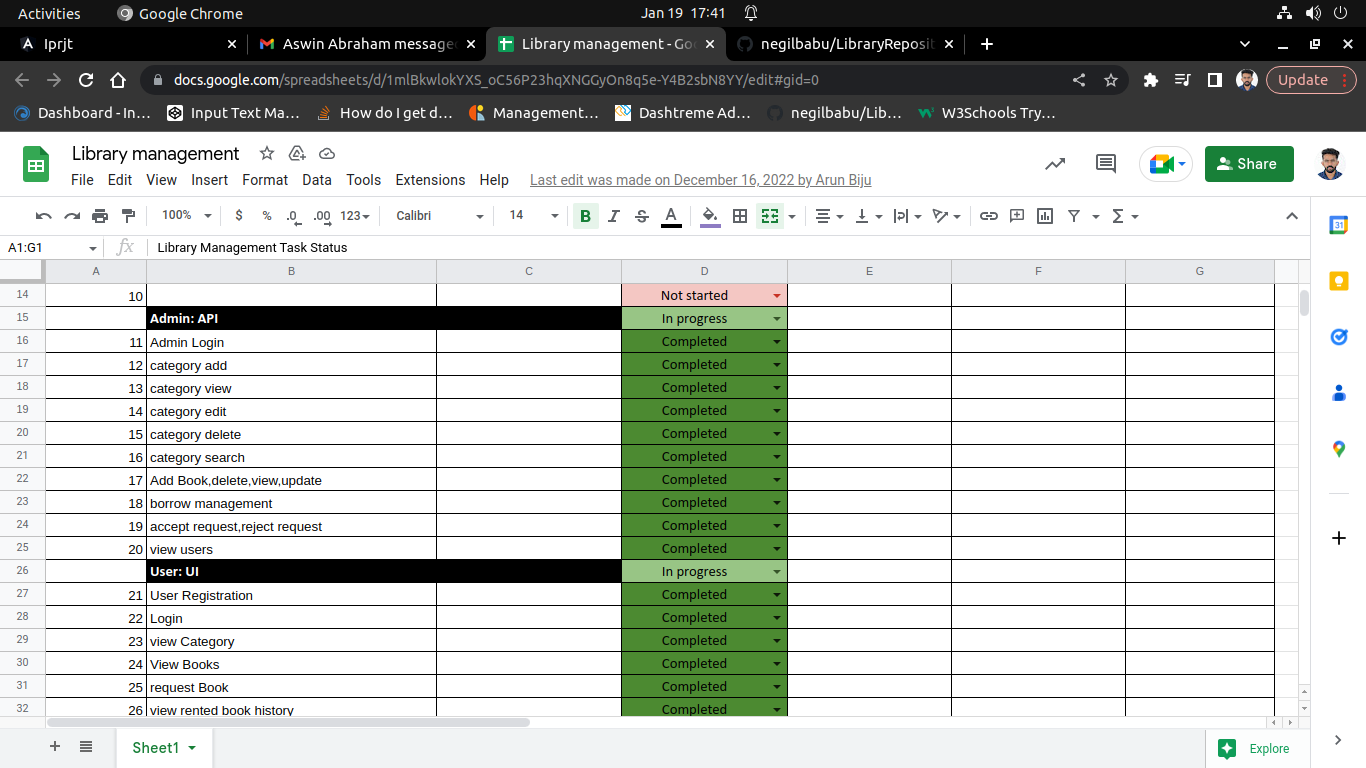 Activities Google Chrome Jan 19 17:41
Iprjt Aswin Abraham message Library management - Goo negilbabu/LibraryReposit
docs.google.com/spreadsheets/d/1mlBkwlokYXS_oC56P23hqXNGGyOn8q5e-Y4B2sbN8YY/edit#gid=0 Update
Dashboard - In... Input Text Ma... How do I get d... Management... Dashtreme Ad... negilbabu/Lib... W3Schools Try...
Library management
File Edit View Insert Format Data Tools Extensions Help Last edit was made on December 16, 2022 by Arun Biju Share
100% $ % .0 .00 123 Calibri 14 B I S A
A1:G1 fx Library Management Task Status
A B C D E F G
14 10 Not started
15 Admin: API In progress
16 11 Admin Login Completed
17 12 category add Completed
18 13 category view Completed
19 14 category edit Completed
20 15 category delete Completed
21 16 category search Completed
22 17 Add Book,delete,view,update Completed
23 18 borrow management Completed
24 19 accept request,reject request Completed
25 20 view users Completed
26 User: UI In progress
27 21 User Registration Completed
28 22 Login Completed
29 23 view Category Completed
30 24 View Books Completed
31 25 request Book Completed
32 26 view rented book history Completed
Sheet1 Explore